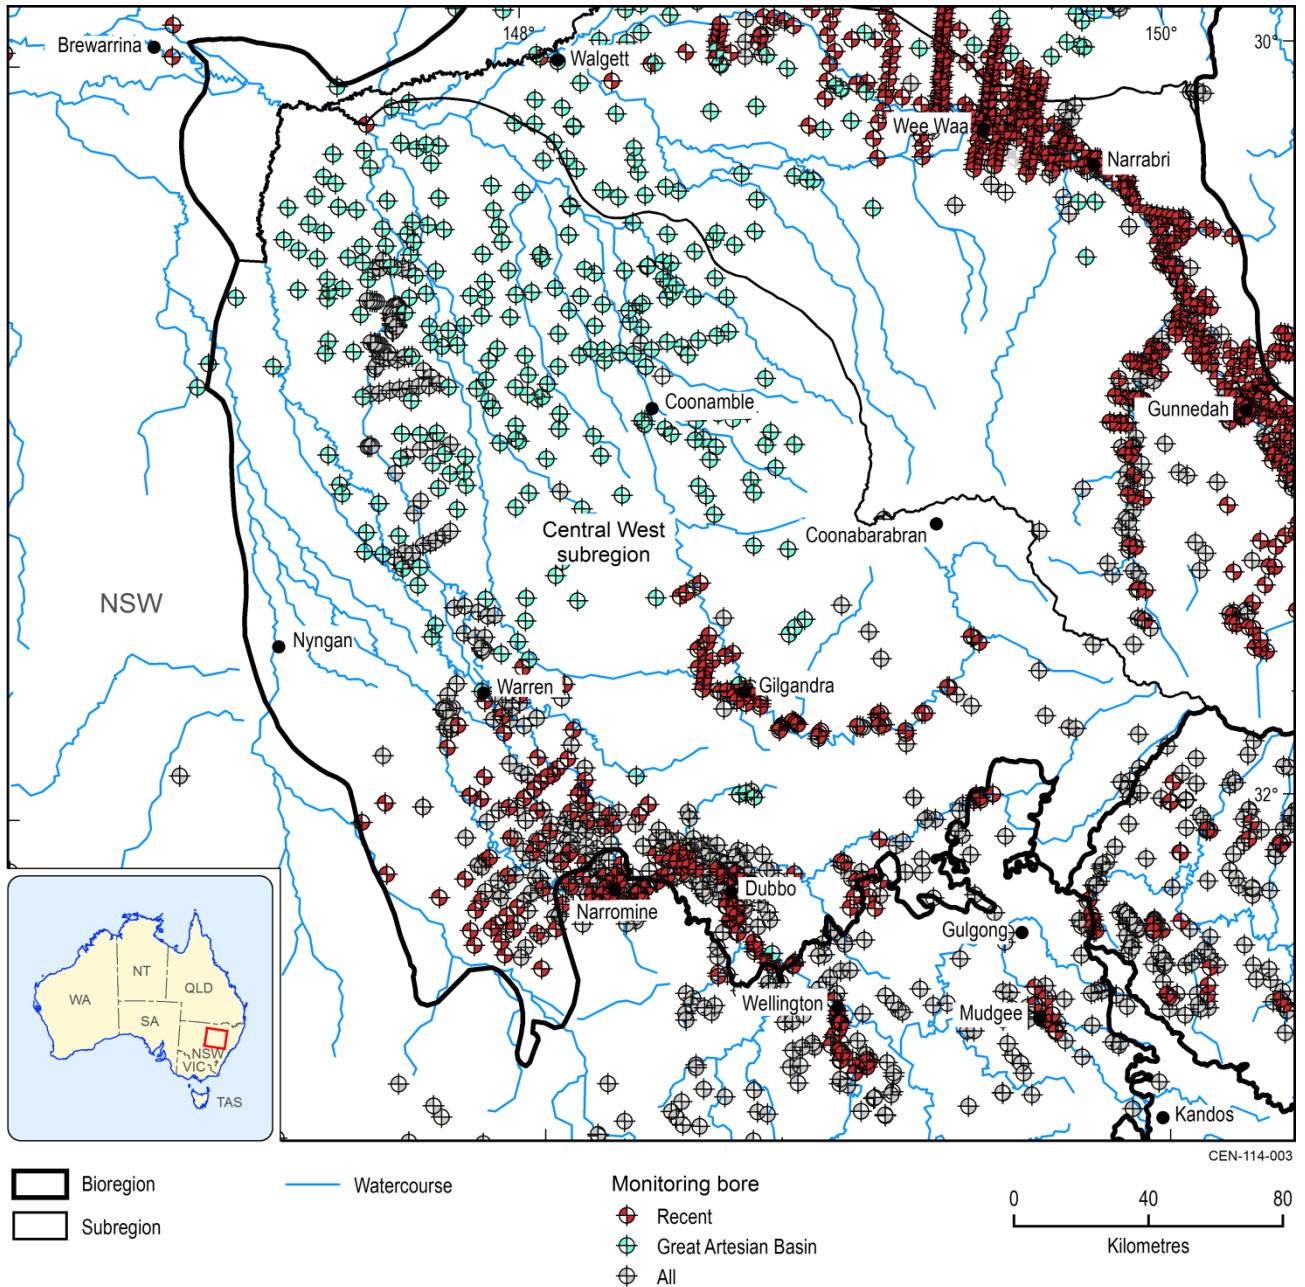 148°
150°
30°
Brewarrina
Walgett
Wee Waa
Narrabri
Coonamble
Gunnedah
Central West
subregion
Coonabarabran
NSW
Nyngan
Warren
Gilgandra
32°
Narromine
Dubbo
Gulgong
Wellington
Mudgee
Kandos
NT
QLD
WA
SA
NSW
VIC
TAS
CEN-114-003
Bioregion
Subregion
Watercourse
Monitoring bore
Recent
Great Artesian Basin
All
0 40 80
Kilometres